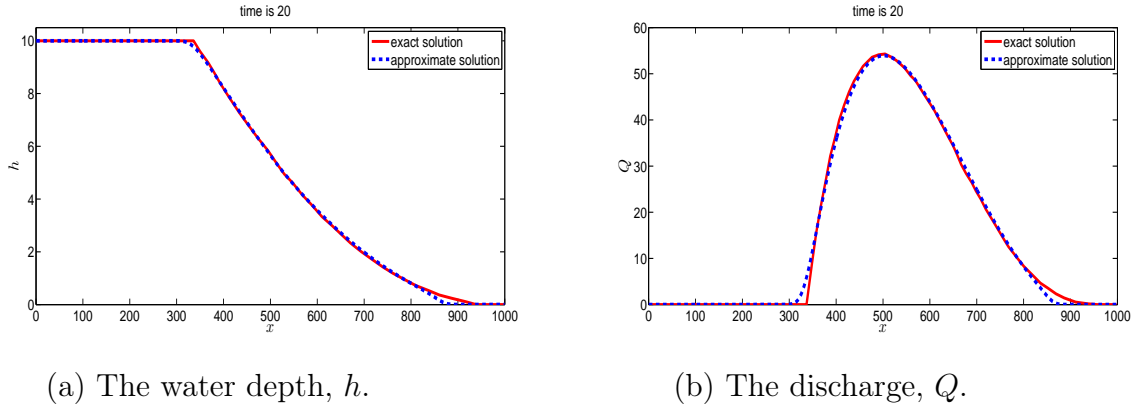 time is 20
exact solution
approximate solution
10
8
6
4
2
0
h
0 100 200 300 400 500 600 700 800 900 1000
x
(a) The water depth, h.
time is 20
exact solution
approximate solution
60
50
40
30
20
10
0
Q
0 100 200 300 400 500 600 700 800 900 1000
x
(b) The discharge, Q.